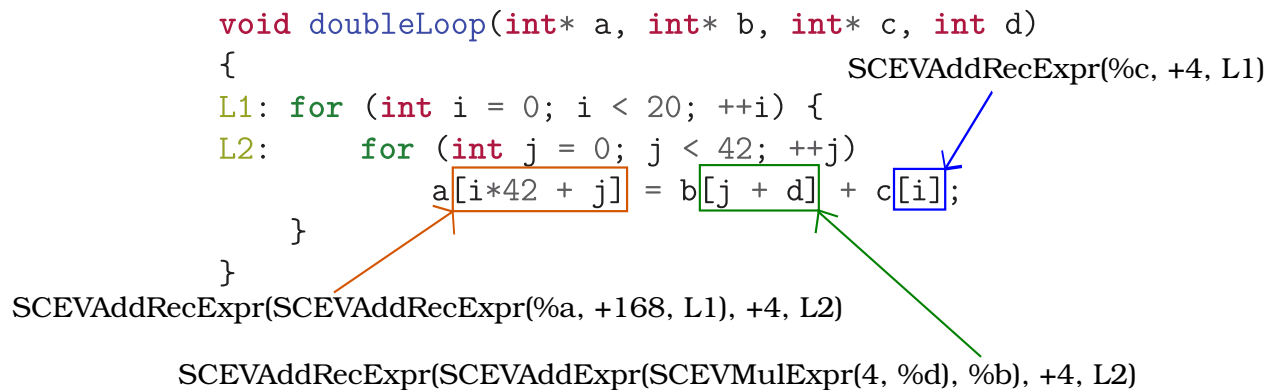 void doubleLoop(int* a, int* b, int* c, int d)
{
SCEVAddRecExpr(%c, +4, L1)
L1: for (int i = 0; i < 20; ++i) {
L2: for (int j = 0; j < 42; ++j)
a[i*42 + j] = b[j + d] + c[i];
}
}
SCEVAddRecExpr(SCEVAddRecExpr(%a, +168, L1), +4, L2)
SCEVAddRecExpr(SCEVAddExpr(SCEVMulExpr(4, %d), %b), +4, L2)